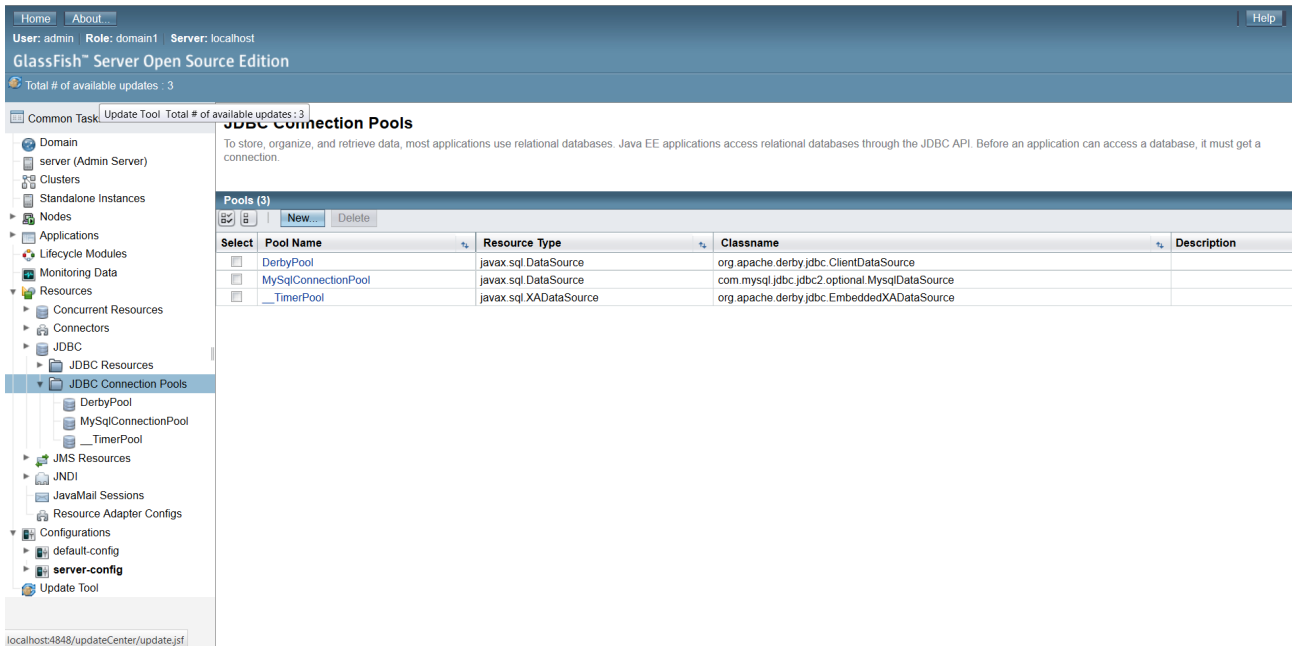 Home About... Help
User: admin Role: domain1 Server: localhost
GlassFish™ Server Open Source Edition
Total # of available updates : 3
Common Task
Update Tool Total # of available updates : 3
JDBC Connection Pools
To store, organize, and retrieve data, most applications use relational databases. Java EE applications access relational databases through the JDBC API. Before an application can access a database, it must get a
connection.
Domain
server (Admin Server)
Clusters
Standalone Instances
Nodes
Applications
Lifecycle Modules
Monitoring Data
Resources
Concurrent Resources
Connectors
JDBC
JDBC Resources
JDBC Connection Pools
DerbyPool
MySqlConnectionPool
__TimerPool
JMS Resources
JNDI
JavaMail Sessions
Resource Adapter Configs
Configurations
default-config
server-config
Update Tool
Pools (3)
New... Delete
Select Pool Name Resource Type Classname Description
DerbyPool javax.sql.DataSource org.apache.derby.jdbc.ClientDataSource
MySqlConnectionPool javax.sql.DataSource com.mysql.jdbc.jdbc2.optional.MysqlDataSource
__TimerPool javax.sql.XADataSource org.apache.derby.jdbc.EmbeddedXADataSource
localhost:4848/updateCenter/update.jsf